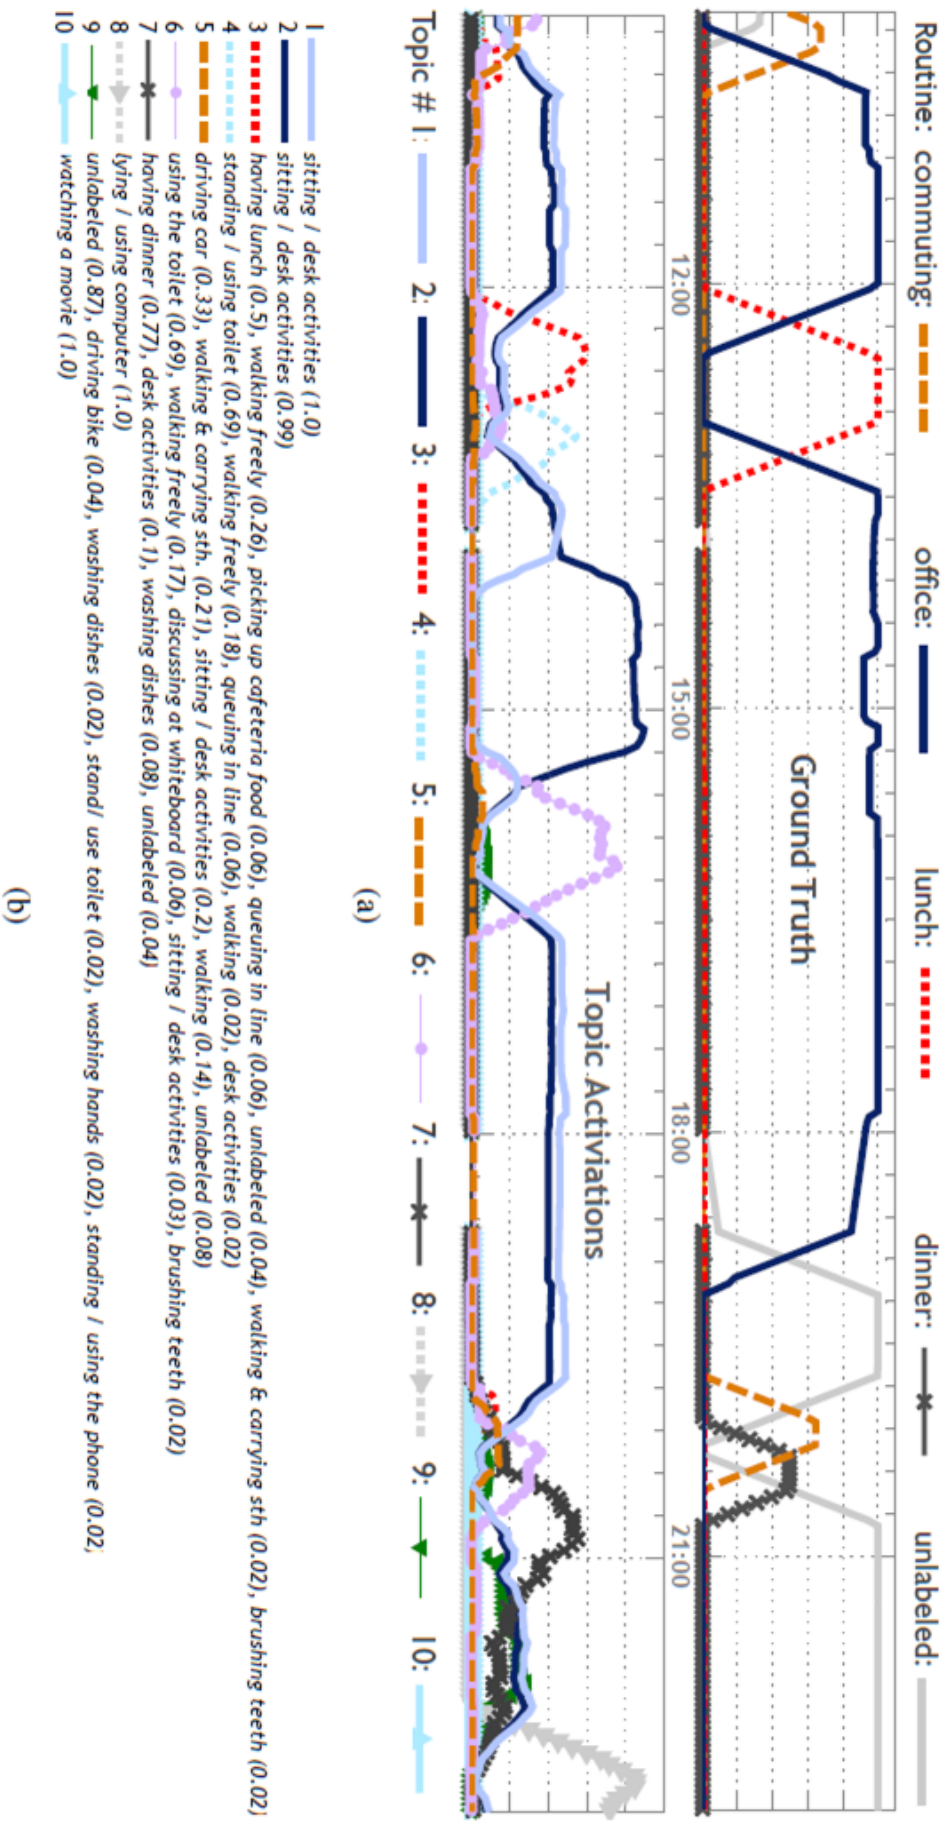 Routine: commuting: office: lunch: dinner: unlabeled:
Ground Truth
12:00 15:00 18:00 21:00
Topic Activiations
Topic # 1: 2: 3: 4: 5: 6: 7: 8: 9: 10:
(a)
1 sitting / desk activities (1.0)
2 sitting / desk activities (0.99)
3 having lunch (0.5), walking freely (0.26), picking up cafeteria food (0.06), queuing in line (0.06), unlabeled (0.04), walking & carrying sth (0.02), brushing teeth (0.02)
4 standing / using toilet (0.69), walking freely (0.18), queuing in line (0.06), walking (0.02), desk activities (0.02)
5 driving car (0.33), walking & carrying sth. (0.21), sitting / desk activities (0.2), walking (0.14), unlabeled (0.08)
6 using the toilet (0.69), walking freely (0.17), discussing at whiteboard (0.06), sitting / desk activities (0.03), brushing teeth (0.02)
7 having dinner (0.77), desk activities (0.1), washing dishes (0.08), unlabeled (0.04)
8 lying / using computer (1.0)
9 unlabeled (0.87), driving bike (0.04), washing dishes (0.02), stand/ use toilet (0.02), washing hands (0.02), standing / using the phone (0.02)
10 watching a movie (1.0)
(b)